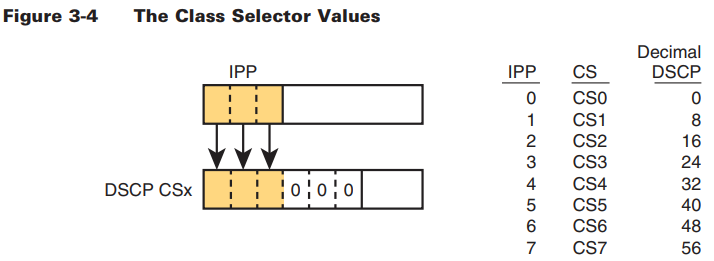 Figure 3-4 The Class Selector Values
IPP
DSCP CSx 0 0 0
Decimal
IPP CS DSCP
0 CS0 0
1 CS1 8
2 CS2 16
3 CS3 24
4 CS4 32
5 CS5 40
6 CS6 48
7 CS7 56